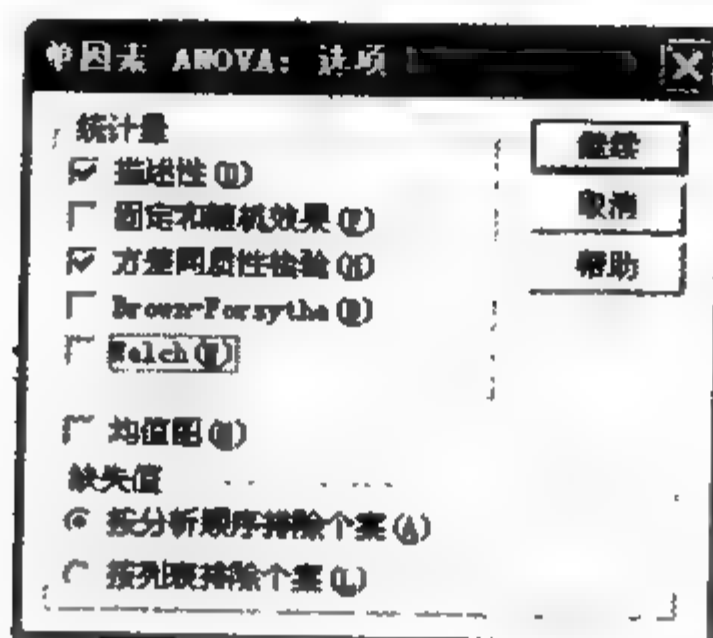 单因素 ANOVA: 选项
统计量
描述性(D)
固定和随机效果(F)
方差同质性检验(H)
Brown-Forsythe(B)
Welch(W)
均值图(M)
缺失值
按分析顺序排除个案(A)
按列表排除个案(L)
继续
取消
帮助